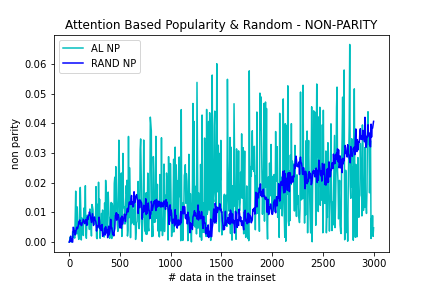 Attention Based Popularity & Random - NON-PARITY
AL NP
RAND NP
non parity
0.06
0.05
0.04
0.03
0.02
0.01
0.00
0 500 1000 1500 2000 2500 3000
# data in the trainset